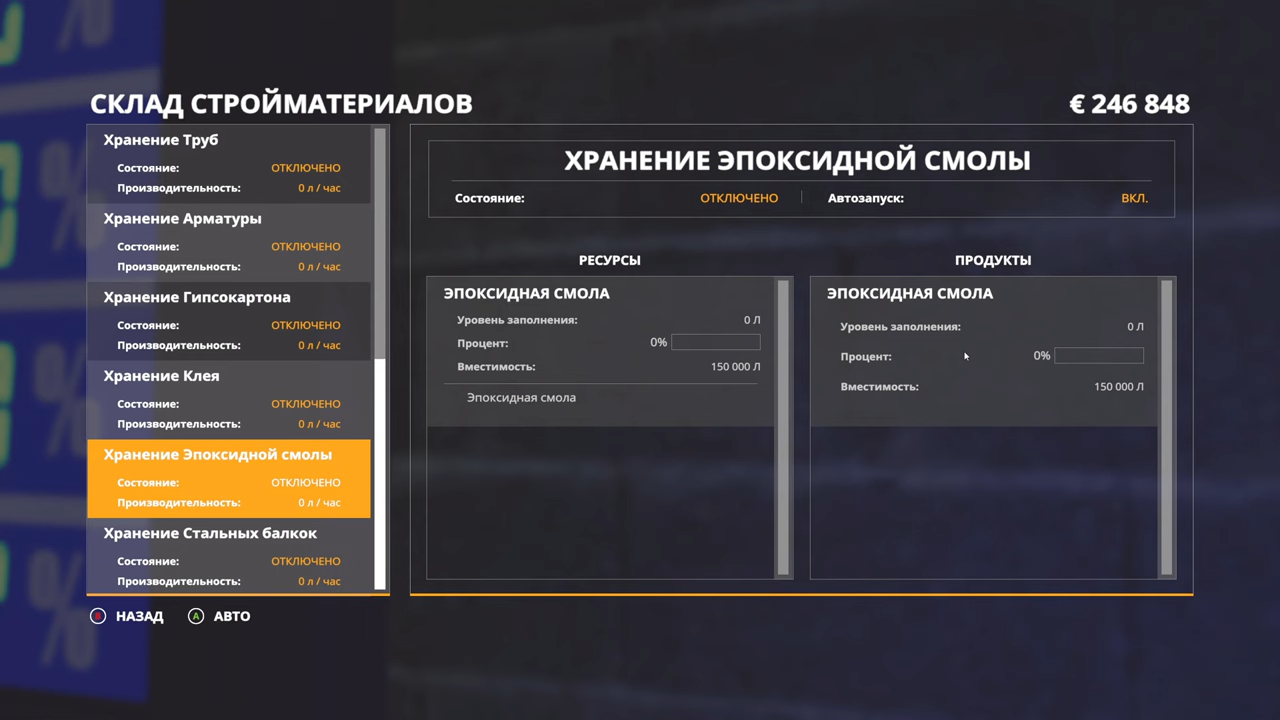 СКЛАД СТРОЙМАТЕРИАЛОВ
€ 246 848
Хранение Труб
Состояние: ОТКЛЮЧЕНО
Производительность: 0 л / час
Хранение Арматуры
Состояние: ОТКЛЮЧЕНО
Производительность: 0 л / час
Хранение Гипсокартона
Состояние: ОТКЛЮЧЕНО
Производительность: 0 л / час
Хранение Клея
Состояние: ОТКЛЮЧЕНО
Производительность: 0 л / час
Хранение Эпоксидной смолы
Состояние: ОТКЛЮЧЕНО
Производительность: 0 л / час
Хранение Стальных балкок
Состояние: ОТКЛЮЧЕНО
Производительность: 0 л / час
ХРАНЕНИЕ ЭПОКСИДНОЙ СМОЛЫ
Состояние: ОТКЛЮЧЕНО Автозапуск: ВКЛ.
РЕСУРСЫ
ЭПОКСИДНАЯ СМОЛА
Уровень заполнения: 0 Л
Процент: 0%
Вместимость: 150 000 Л
Эпоксидная смола
ПРОДУКТЫ
ЭПОКСИДНАЯ СМОЛА
Уровень заполнения: 0 Л
Процент: 0%
Вместимость: 150 000 Л
B НАЗАД A АВТО